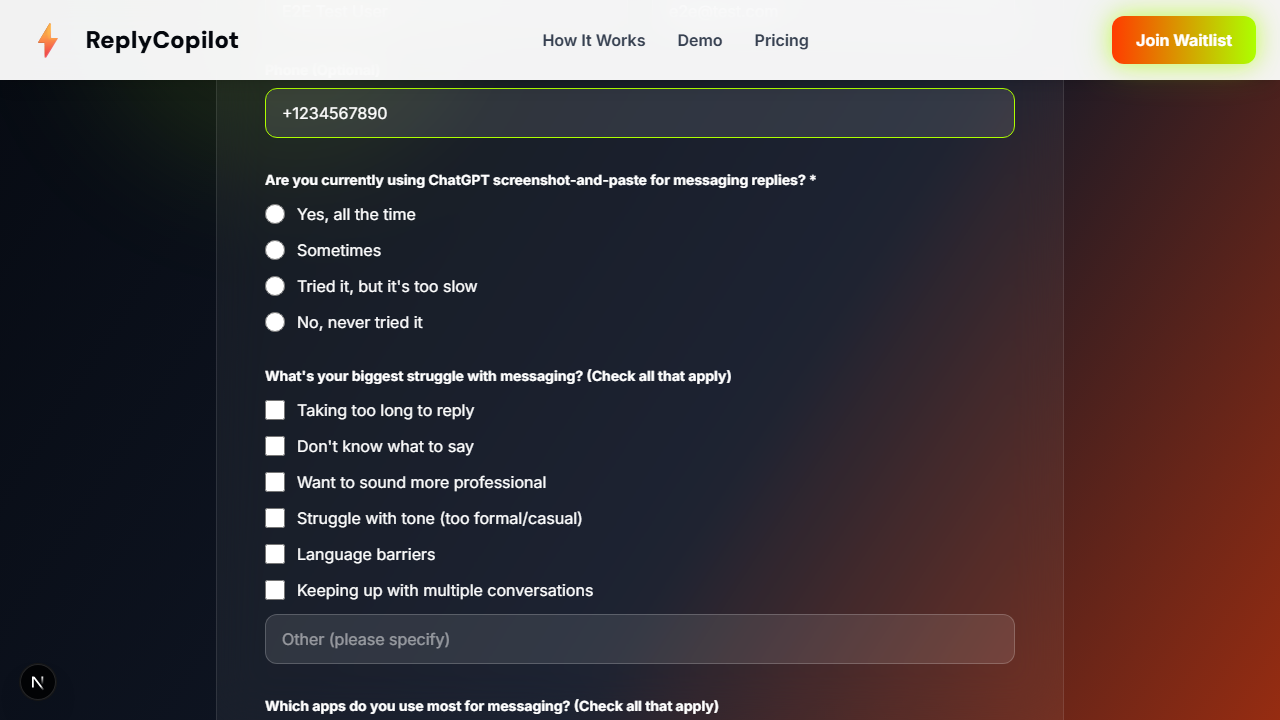 ReplyCopilot
How It Works
Demo
Pricing
Join Waitlist
+1234567890
Are you currently using ChatGPT screenshot-and-paste for messaging replies? *
Yes, all the time
Sometimes
Tried it, but it's too slow
No, never tried it
What's your biggest struggle with messaging? (Check all that apply)
Taking too long to reply
Don't know what to say
Want to sound more professional
Struggle with tone (too formal/casual)
Language barriers
Keeping up with multiple conversations
Other (please specify)
N
Which apps do you use most for messaging? (Check all that apply)